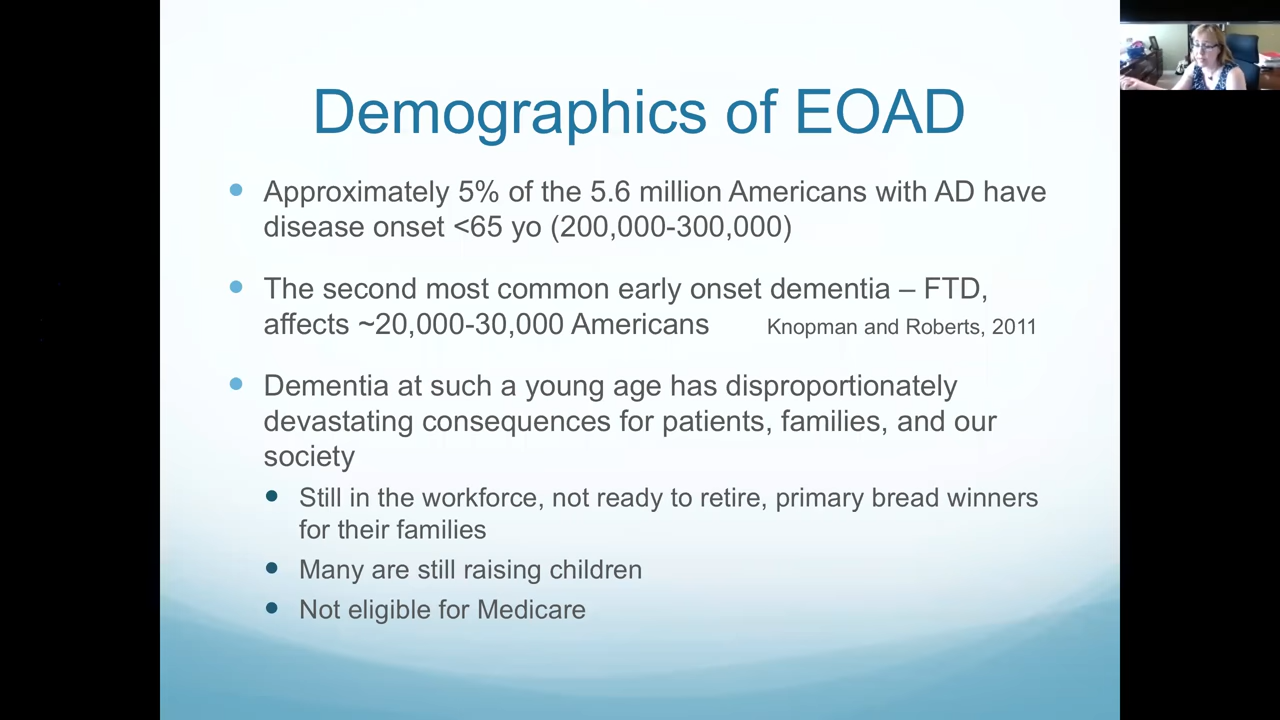 Demographics of EOAD
Approximately 5% of the 5.6 million Americans with AD have
disease onset <65 yo (200,000-300,000)
The second most common early onset dementia – FTD,
affects ~20,000-30,000 Americans Knopman and Roberts, 2011
Dementia at such a young age has disproportionately
devastating consequences for patients, families, and our
society
Still in the workforce, not ready to retire, primary bread winners
for their families
Many are still raising children
Not eligible for Medicare